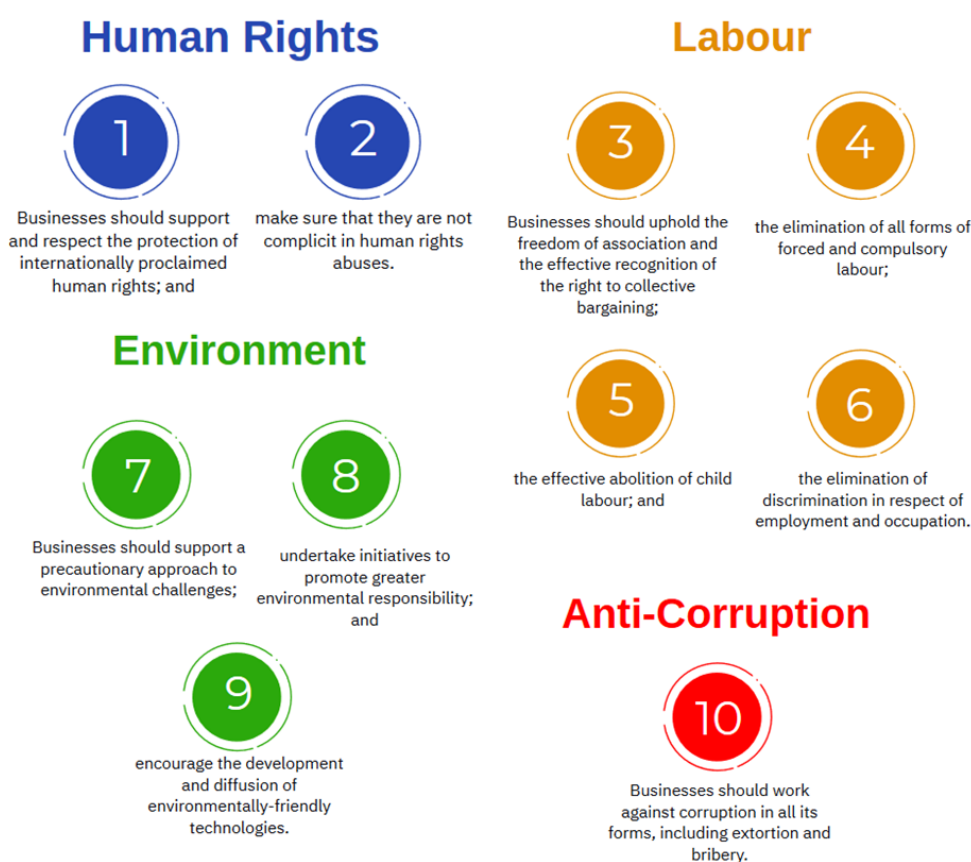 Human Rights
1
Businesses should support
and respect the protection of
internationally proclaimed
human rights; and
2
make sure that they are not
complicit in human rights
abuses.
Labour
3
Businesses should uphold the
freedom of association and
the effective recognition of
the right to collective
bargaining;
4
the elimination of all forms of
forced and compulsory
labour;
5
the effective abolition of child
labour; and
6
the elimination of
discrimination in respect of
employment and occupation.
Environment
7
Businesses should support a
precautionary approach to
environmental challenges;
8
undertake initiatives to
promote greater
environmental responsibility;
and
9
encourage the development
and diffusion of
environmentally-friendly
technologies.
Anti-Corruption
10
Businesses should work
against corruption in all its
forms, including extortion and
bribery.